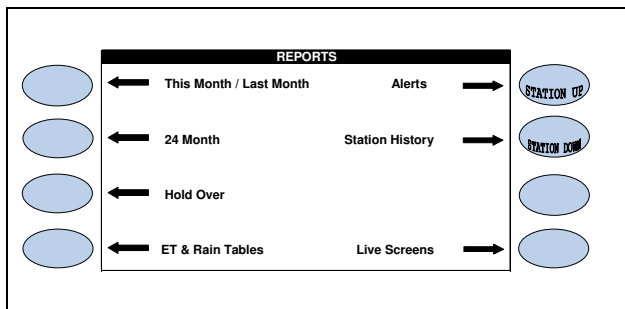 REPORTS
This Month / Last Month Alerts STATION UP
24 Month Station History STATION DOWN
Hold Over
ET & Rain Tables Live Screens